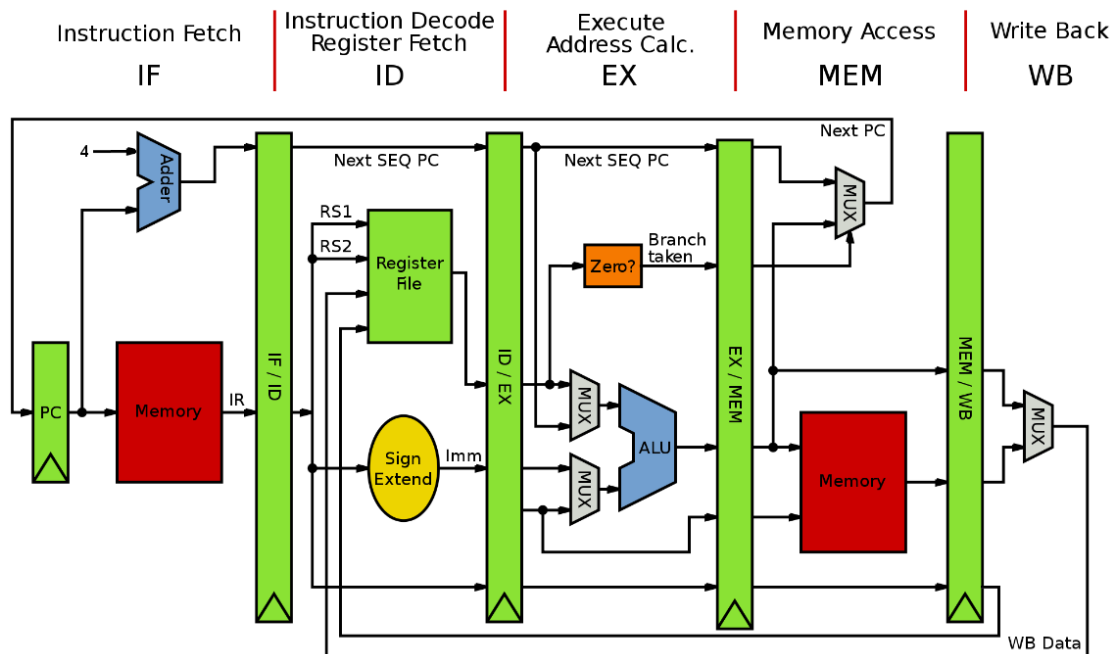 Instruction Fetch
IF
Instruction Decode
Register Fetch
ID
Execute
Address Calc.
EX
Memory Access
MEM
Write Back
WB
Next PC
4
Adder
Next SEQ PC
Next SEQ PC
MUX
RS1
RS2
Register
File
Branch
taken
Zero?
IF / ID
ID / EX
EX / MEM
MEM / WB
PC
Memory
IR
MUX
ALU
MUX
Sign
Extend
Imm
Memory
MUX
WB Data